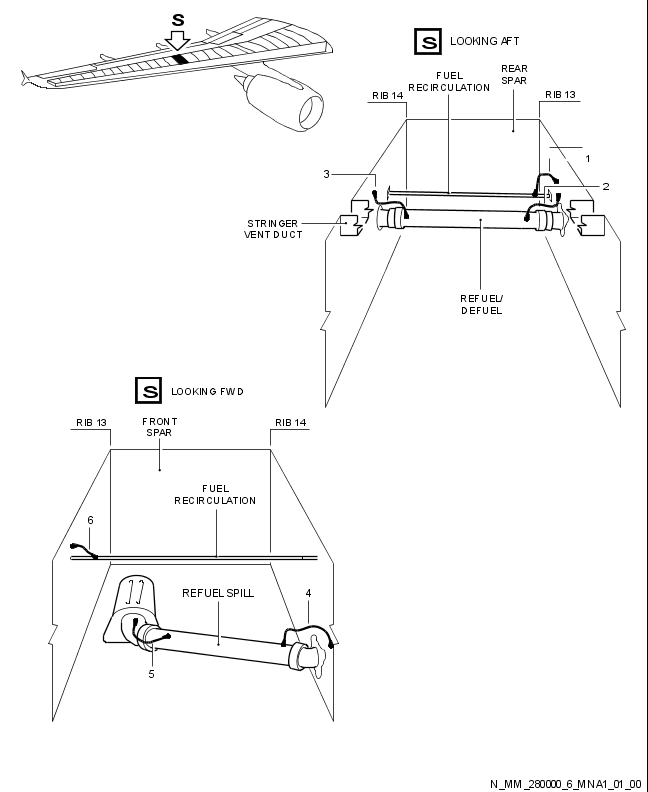 S
S LOOKING AFT
REAR
SPAR
FUEL
RECIRCULATION
RIB 14
RIB 13
1
3
2
STRINGER
VENT DUCT
REFUEL/
DEFUEL
S LOOKING FWD
RIB 13
FRONT
SPAR
RIB 14
FUEL
RECIRCULATION
6
REFUEL SPILL
4
5
N_MM_280000_6_MNA1_01_00